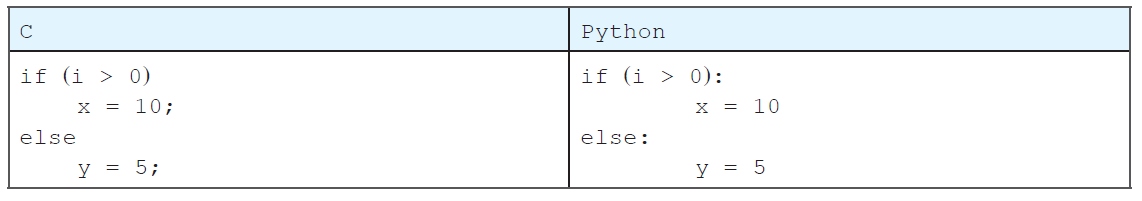 C
Python
if (i > 0)
    x = 10;
else
    y = 5;
if (i > 0):
        x = 10
else:
        y = 5